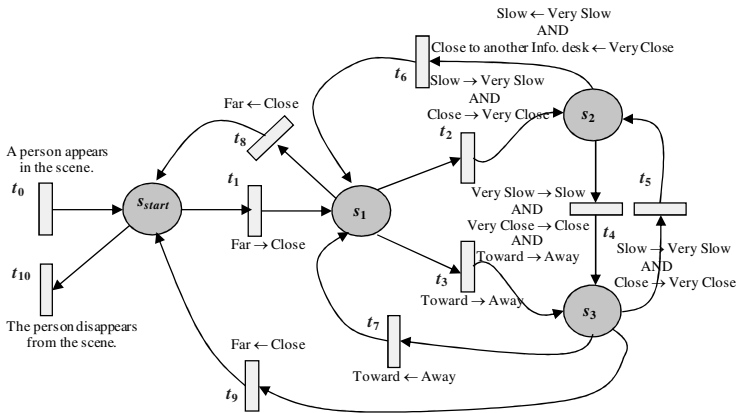 Slow ← Very Slow
AND
Close to another Info. desk ← Very Close
t6
Slow → Very Slow
AND
Close → Very Close
t2
s2
Far ← Close
t8
A person appears
in the scene.
t0
sstart
t1
Far → Close
s1
Very Slow → Slow
AND
Very Close → Close
AND
Toward → Away
t4
t5
Slow → Very Slow
AND
Close → Very Close
t10
The person disappears
from the scene.
t3
Toward → Away
s3
t7
Toward ← Away
Far ← Close
t9